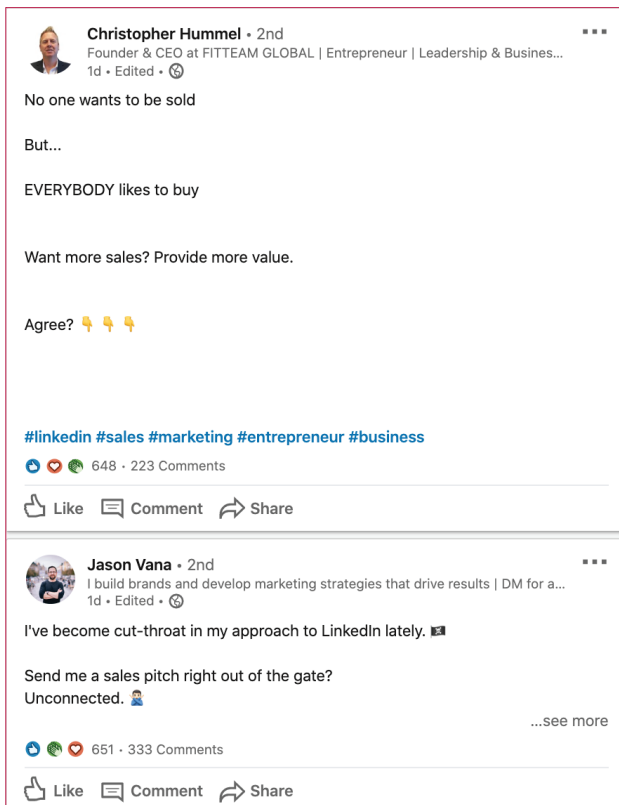 Christopher Hummel • 2nd
Founder & CEO at FITTEAM GLOBAL | Entrepreneur | Leadership & Busines...
1d • Edited •
No one wants to be sold
But...
EVERYBODY likes to buy
Want more sales? Provide more value.
Agree? 👇 👇 👇
#linkedin #sales #marketing #entrepreneur #business
648 · 223 Comments
Like Comment Share
Jason Vana • 2nd
I build brands and develop marketing strategies that drive results | DM for a...
1d • Edited •
I've become cut-throat in my approach to LinkedIn lately. 🏴‍☠️
Send me a sales pitch right out of the gate?
Unconnected. 🙅‍♂️
...see more
651 · 333 Comments
Like Comment Share